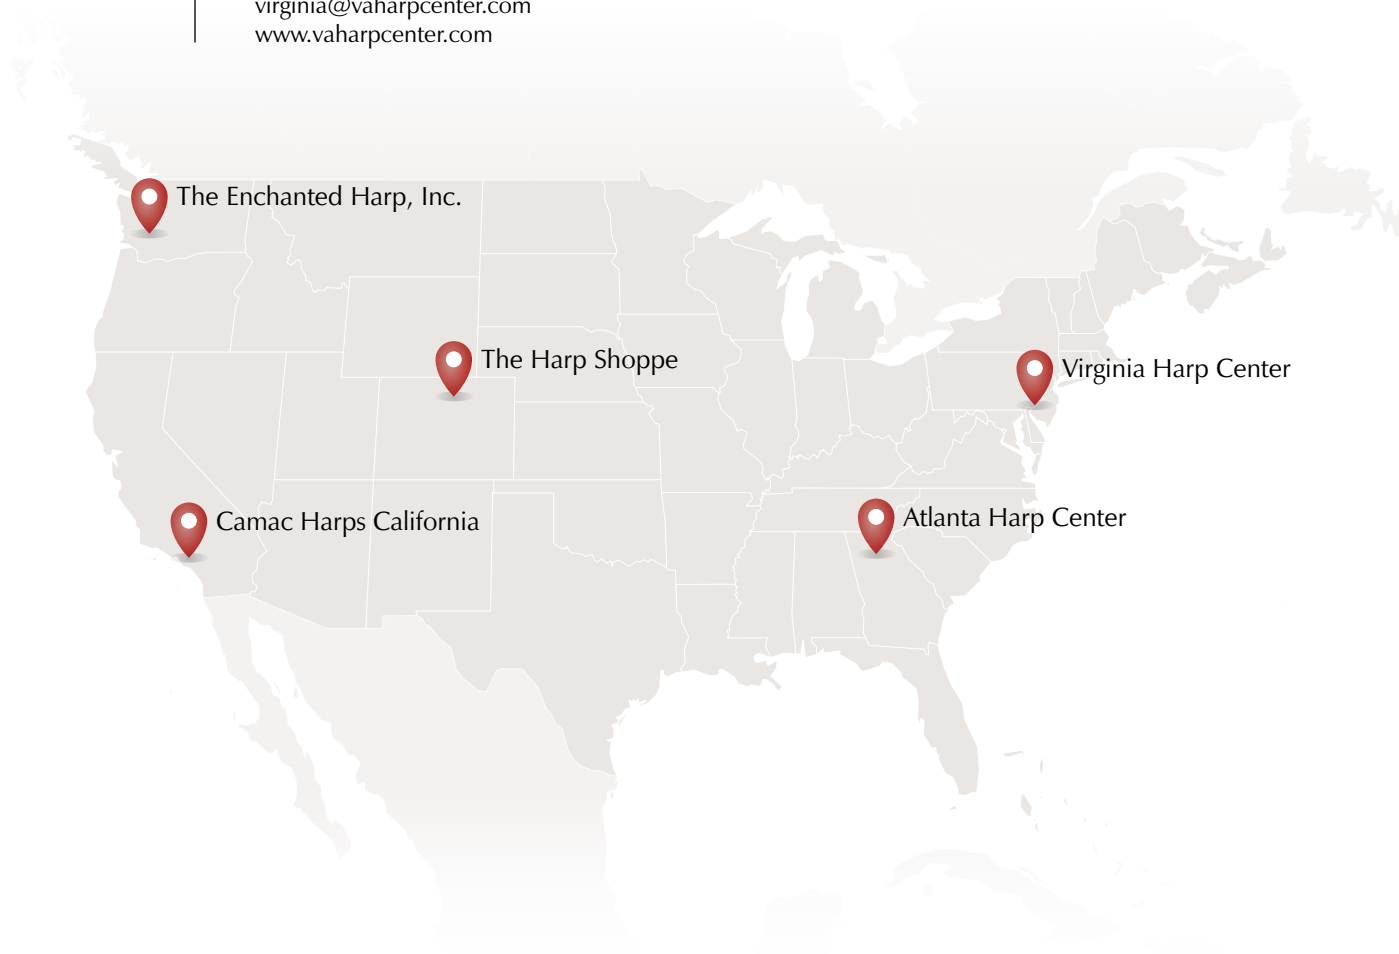 virginia@vaharpcenter.com
www.vaharpcenter.com
The Enchanted Harp, Inc.
The Harp Shoppe
Virginia Harp Center
Camac Harps California
Atlanta Harp Center